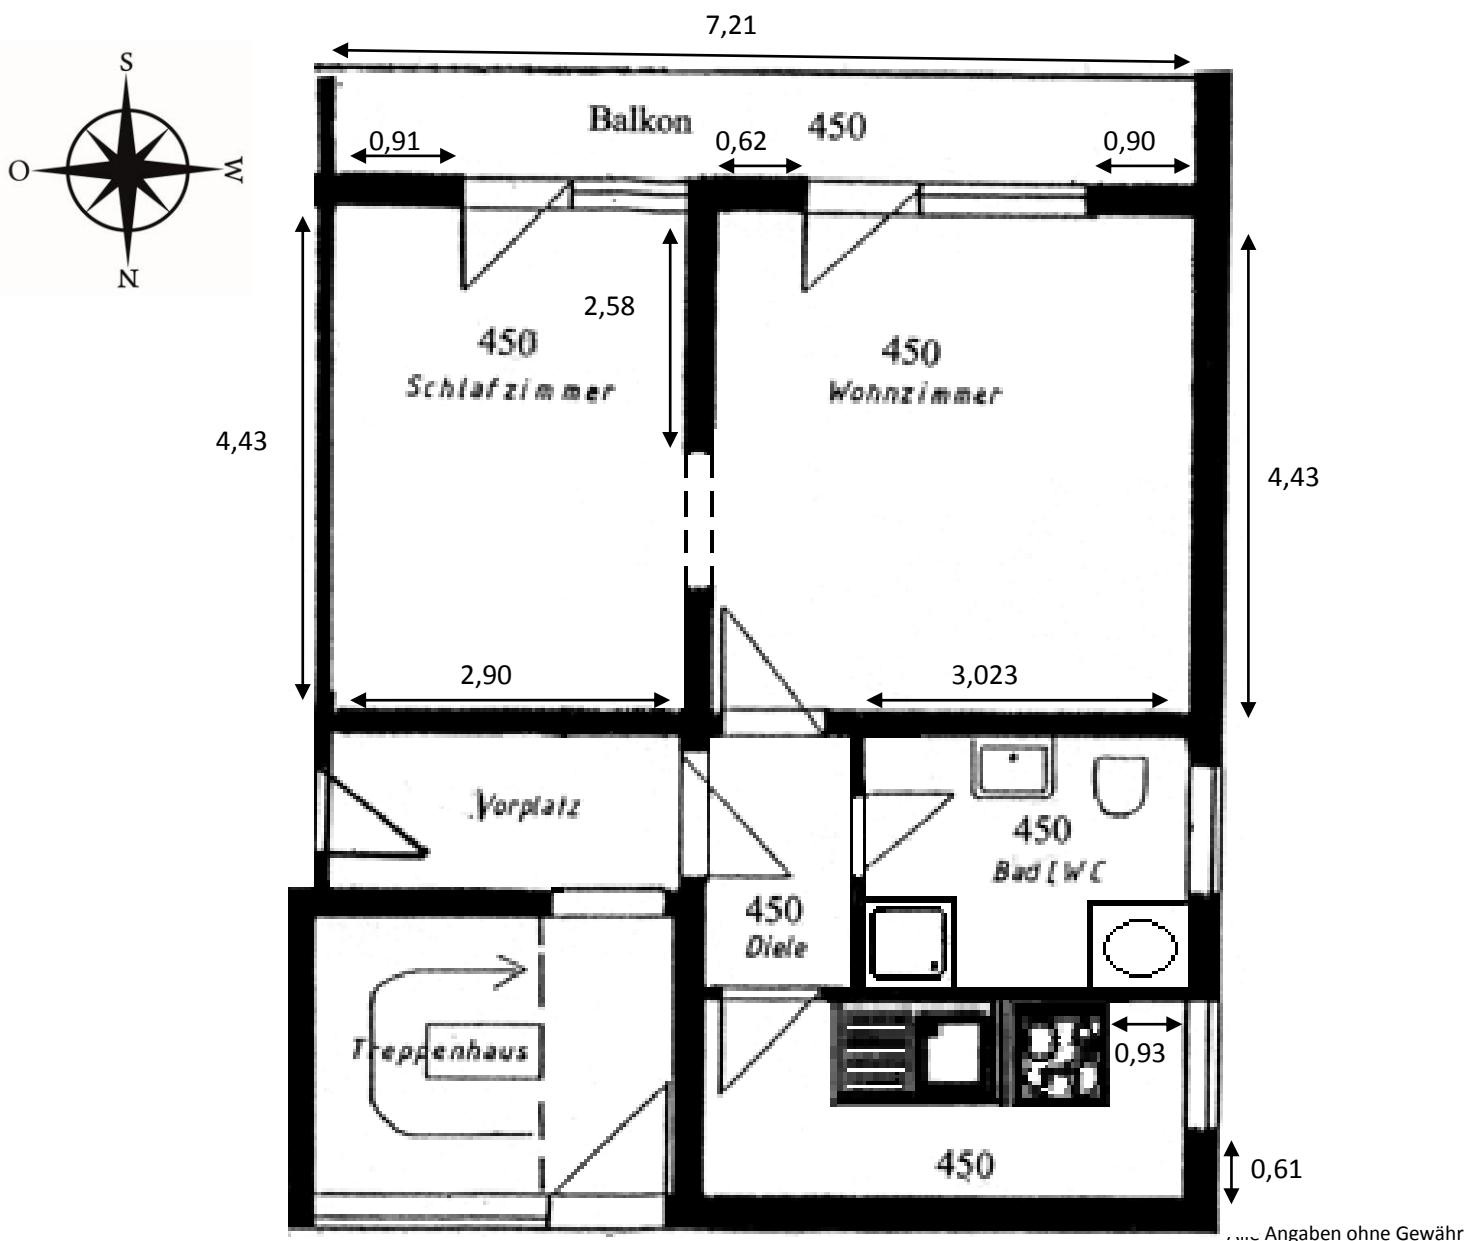 7,21
S
O
W
N
Balkon 450
0,91
0,62
0,90
2,58
450
Schlafzimmer
450
Wohnzimmer
4,43
4,43
2,90
3,023
Vorplatz
450
Bad WC
450
Diele
Treppenhaus
0,93
450
0,61
Angaben ohne Gewähr